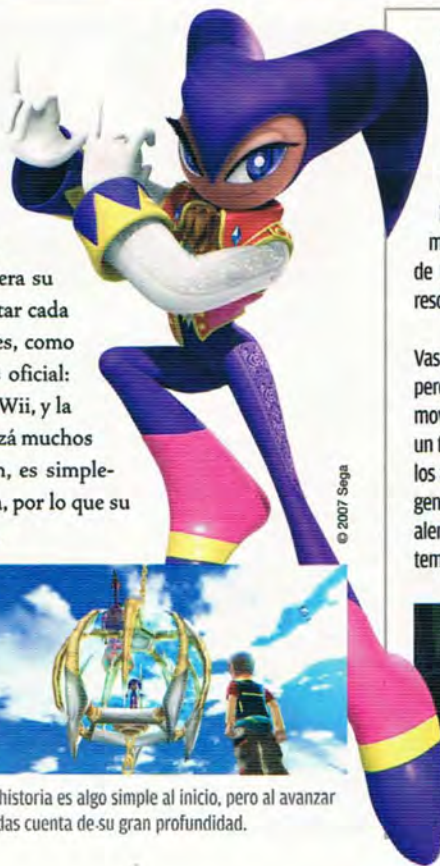 era su
tar cada
es, como
oficial:
Wii, y la
zá muchos
n, es simple-
a, por lo que su
© 2007 Sega
historia es algo simple al inicio, pero al avanzar
das cuenta de su gran profundidad.
m
de
reso
Vas
per
mov
un t
los
gen
aler
tem